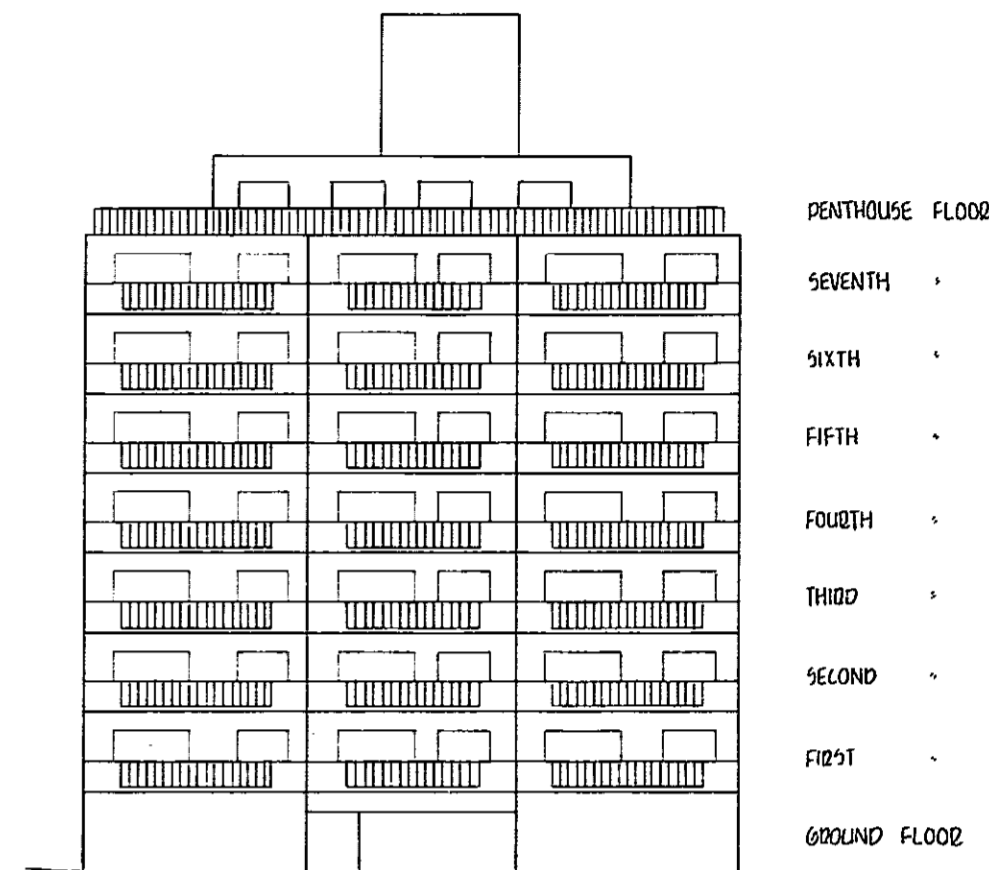 PENTHOUSE FLOOR
SEVENTH "
SIXTH "
FIFTH "
FOURTH "
THIRD "
SECOND "
FIRST "
GROUND FLOOR